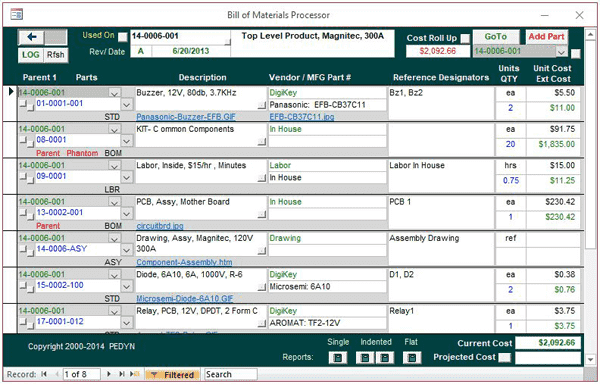 Bill of Materials Processor
Used On 14-0006-001 Top Level Product, Magnitec, 300A Cost Roll Up GoTo Add Part
LOG Rfsh Rev/ Date A 6/20/2013 $2,092.66 14-0006-001
Parent 1 Parts Description Vendor / MFG Part # Reference Designators Units QTY Unit Cost Ext Cost
14-0006-001 Buzzer, 12V, 80db, 3.7KHz DigiKey Bz1, Bz2 ea $5.50
01-0001-001 Panasonic: EFB-CB37C11 2 $11.00
STD Panasonic-Buzzer-EFB.GIF EFB-CB37C11.jpg
14-0006-001 KIT- C ommon Components In House ea $91.75
08-0001 20 $1,835.00
Parent Phantom BOM
14-0006-001 Labor, Inside, $15/hr , Minutes Labor Labor In House hrs $15.00
09-0001 In House 0.75 $11.25
LBR
14-0006-001 PCB, Assy, Mother Board In House PCB 1 ea $230.42
13-0002-001 1 $230.42
Parent BOM circuitbrd.jpg
14-0006-001 Drawing, Assy, Magnitec, 120V 300A Drawing Assembly Drawing ref
14-0006-ASY
ASY Component-Assembly.htm
14-0006-001 Diode, 6A10, 6A, 1000V, R-6 DigiKey D1, D2 ea $0.38
15-0002-100 Microsemi: 6A10 2 $0.76
STD Microsemi-Diode-6A10.GIF
14-0006-001 Relay, PCB, 12V, DPDT, 2 Form C DigiKey Relay1 ea $3.75
17-0001-012 AROMAT: TF2-12V 1 $3.75
STD
Copyright 2000-2014 PEDYN Single Indented Flat Current Cost $2,092.66
Reports: Projected Cost
Record: 1 of 8 Filtered Search